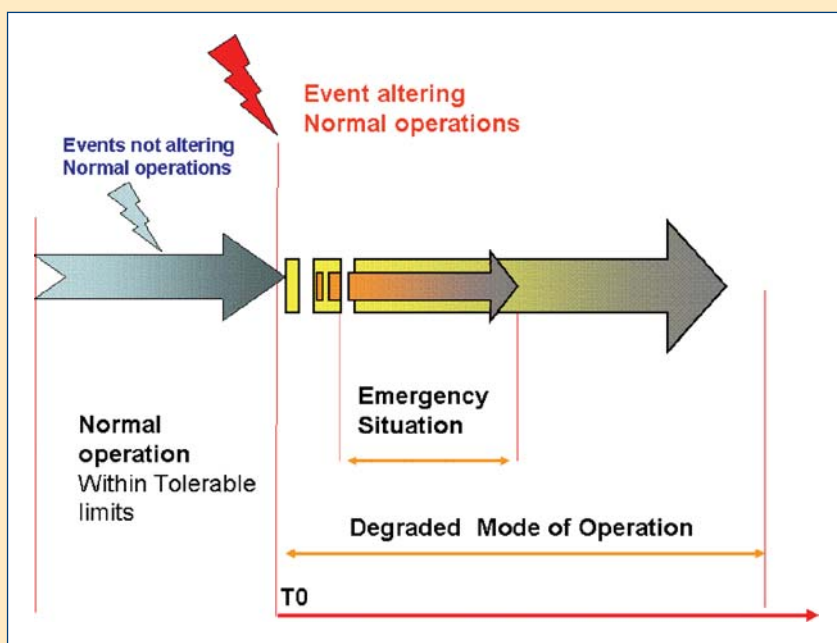 Event altering
Normal operations
Events not altering
Normal operations
Emergency
Situation
Normal
operation
Within Tolerable
limits
Degraded Mode of Operation
T0